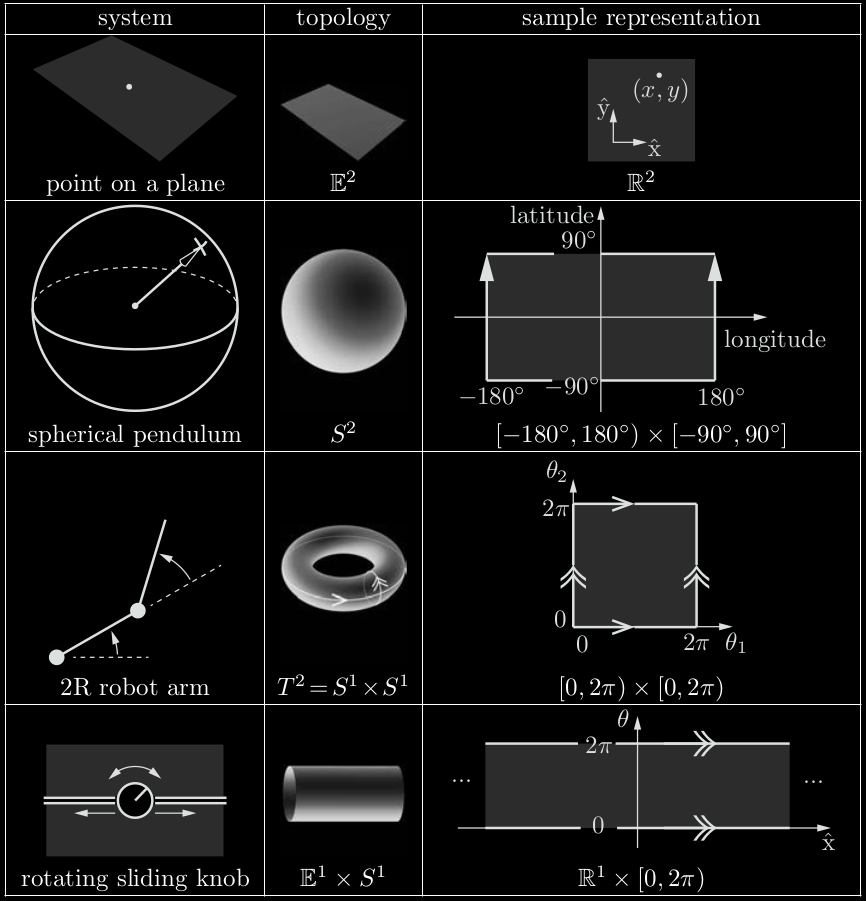 system topology sample representation
(x, y)
ŷ
x̂
point on a plane 𝔼² ℝ²
latitude
90°
longitude
−90°
−180° 180°
spherical pendulum S² [−180°, 180°) × [−90°, 90°]
θ₂
2π
0
0 2π θ₁
2R robot arm T² = S¹ × S¹ [0, 2π) × [0, 2π)
θ
2π
... ...
0
x̂
rotating sliding knob 𝔼¹ × S¹ ℝ¹ × [0, 2π)